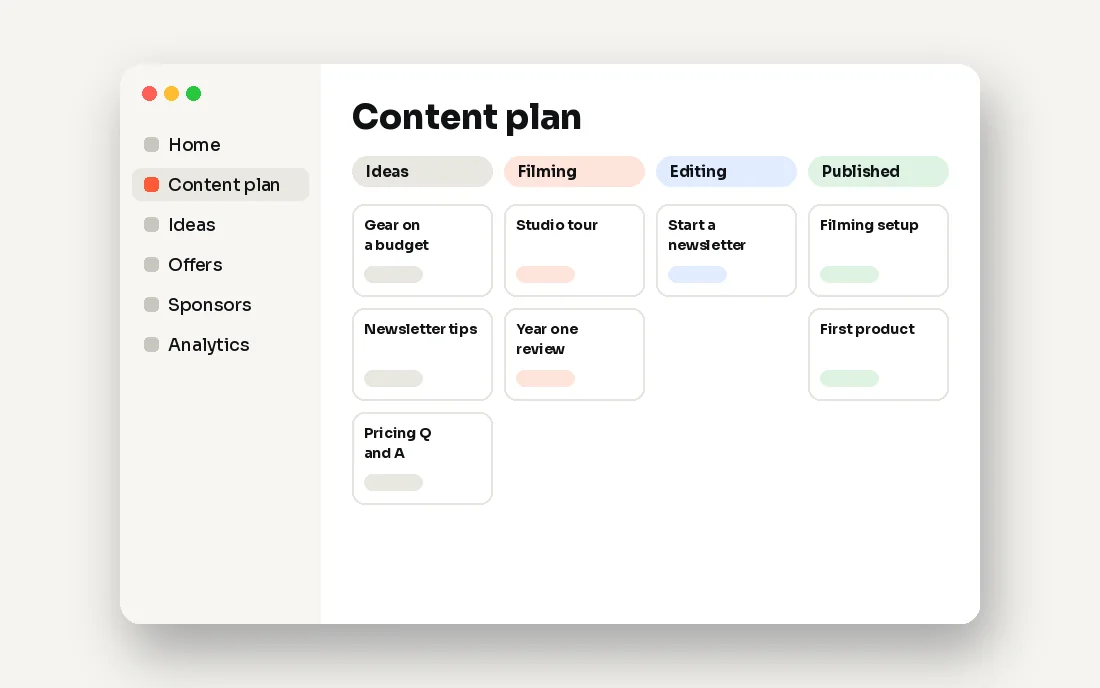 Home
Content plan
Ideas
Offers
Sponsors
Analytics
Content plan
Ideas
Filming
Editing
Published
Gear on
a budget
Studio tour
Start a
newsletter
Filming setup
Newsletter tips
Year one
review
First product
Pricing Q
and A